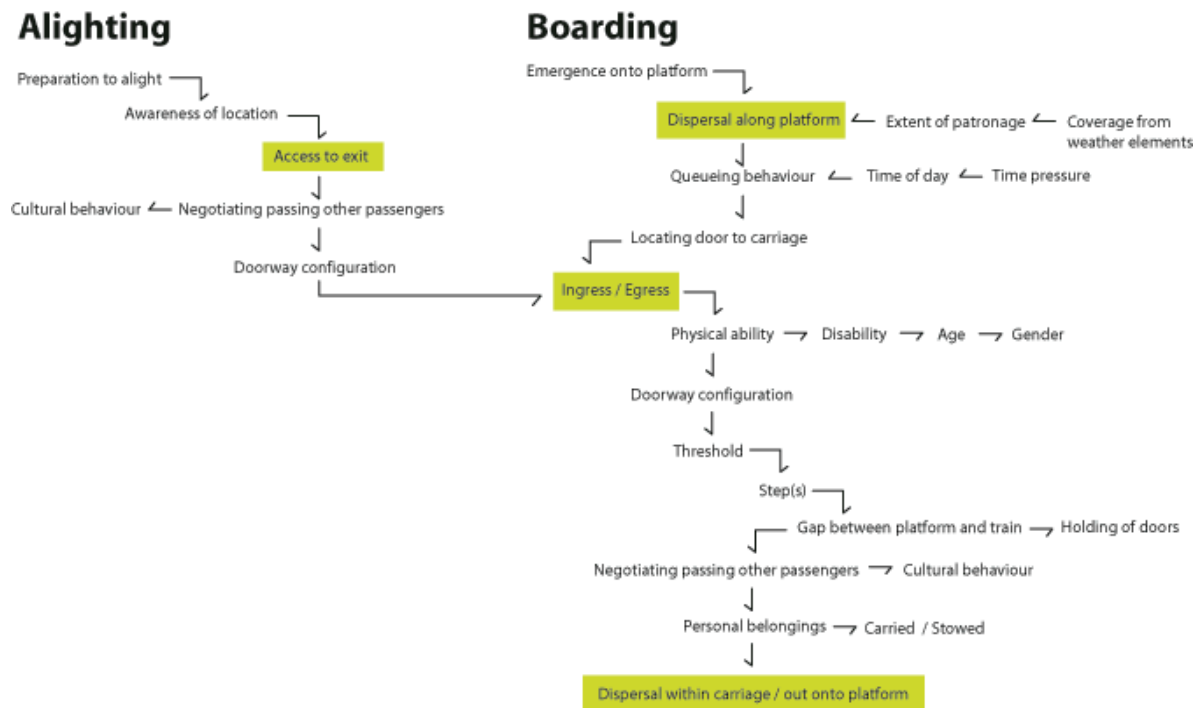 Alighting
Boarding
Preparation to alight
Awareness of location
Access to exit
Cultural behaviour
Negotiating passing other passengers
Doorway configuration
Emergence onto platform
Dispersal along platform
Extent of patronage
Coverage from
weather elements
Queueing behaviour
Time of day
Time pressure
Locating door to carriage
Ingress / Egress
Physical ability
Disability
Age
Gender
Doorway configuration
Threshold
Step(s)
Gap between platform and train
Holding of doors
Negotiating passing other passengers
Cultural behaviour
Personal belongings
Carried / Stowed
Dispersal within carriage / out onto platform